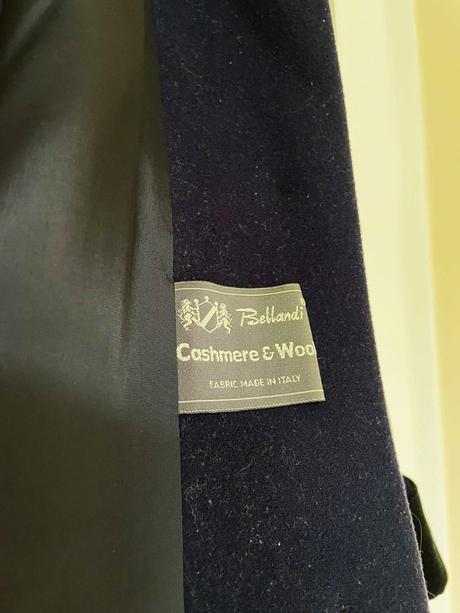 Bellandi
Cashmere & Woo
FABRIC MADE IN ITALY